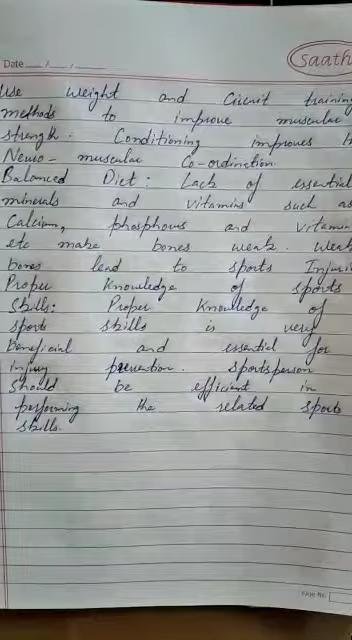 Date
Saath
Use weight and Circuit training
methods to improve muscular
strength. Conditioning improves
Neuro-muscular Co-ordination.
Balanced Diet: Lack of essential
minerals and vitamins such as
Calcium, phosphorus and vitamin
etc make bones weak. Weak
bones lead to sports Injuri
Proper Knowledge of sports
Skills: Proper Knowledge of
sports skills is very
beneficial and essential for
Injury prevention. sportsperson
Should be efficient in
performing the related sports
skills.
Page No.